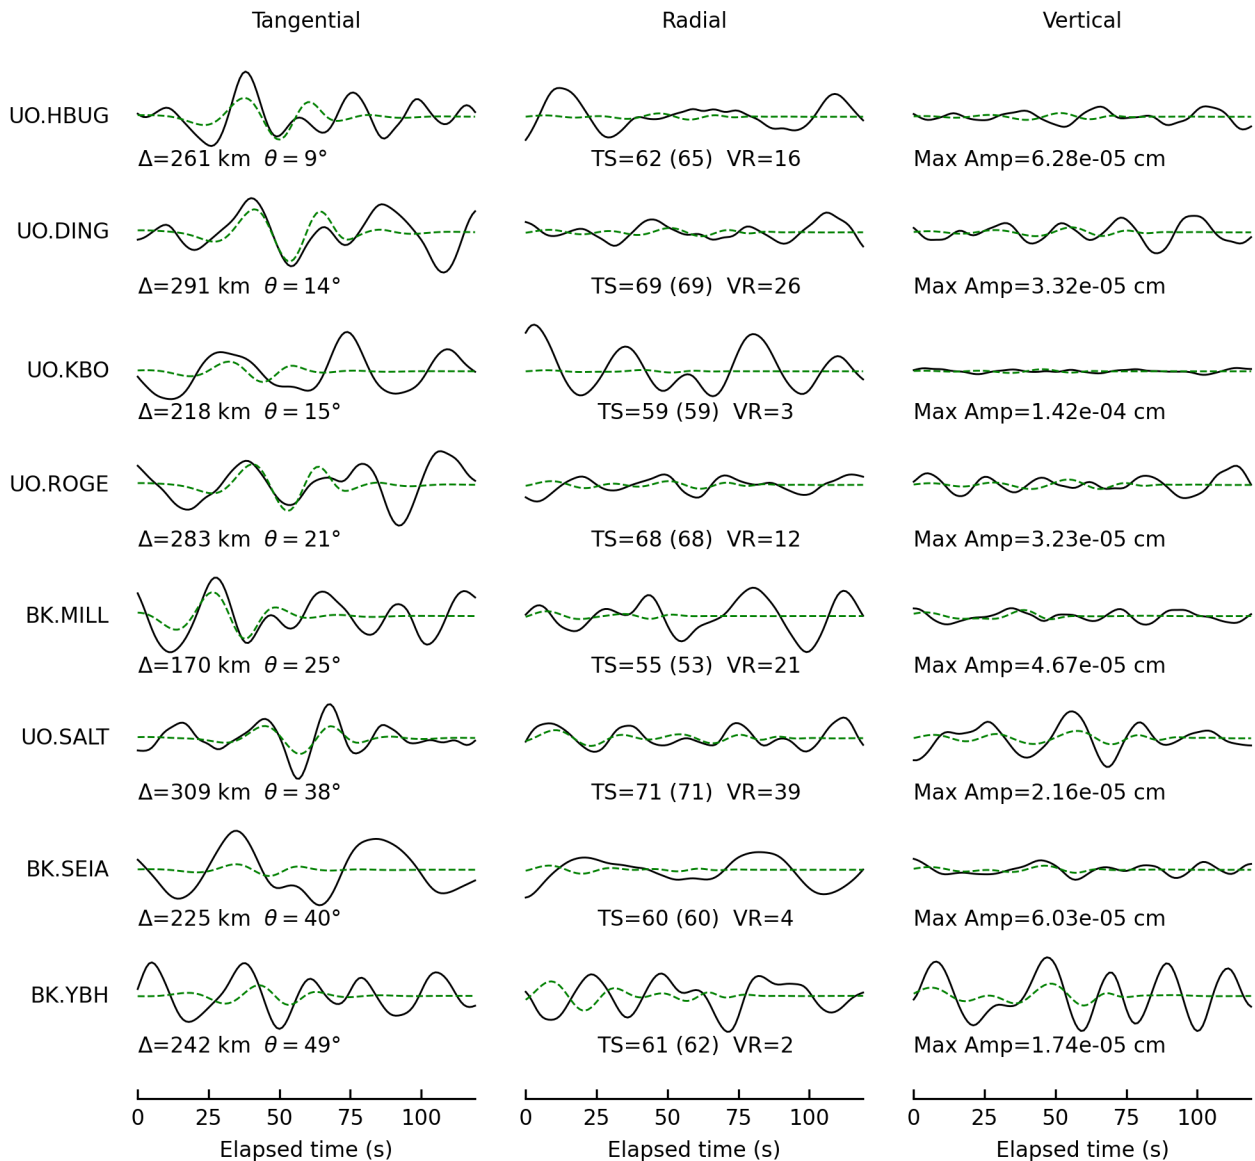 Tangential Radial Vertical
UO.HBUG
Δ=261 km θ = 9° TS=62 (65) VR=16 Max Amp=6.28e-05 cm
UO.DING
Δ=291 km θ = 14° TS=69 (69) VR=26 Max Amp=3.32e-05 cm
UO.KBO
Δ=218 km θ = 15° TS=59 (59) VR=3 Max Amp=1.42e-04 cm
UO.ROGE
Δ=283 km θ = 21° TS=68 (68) VR=12 Max Amp=3.23e-05 cm
BK.MILL
Δ=170 km θ = 25° TS=55 (53) VR=21 Max Amp=4.67e-05 cm
UO.SALT
Δ=309 km θ = 38° TS=71 (71) VR=39 Max Amp=2.16e-05 cm
BK.SEIA
Δ=225 km θ = 40° TS=60 (60) VR=4 Max Amp=6.03e-05 cm
BK.YBH
Δ=242 km θ = 49° TS=61 (62) VR=2 Max Amp=1.74e-05 cm
0 25 50 75 100 0 25 50 75 100 0 25 50 75 100
Elapsed time (s) Elapsed time (s) Elapsed time (s)